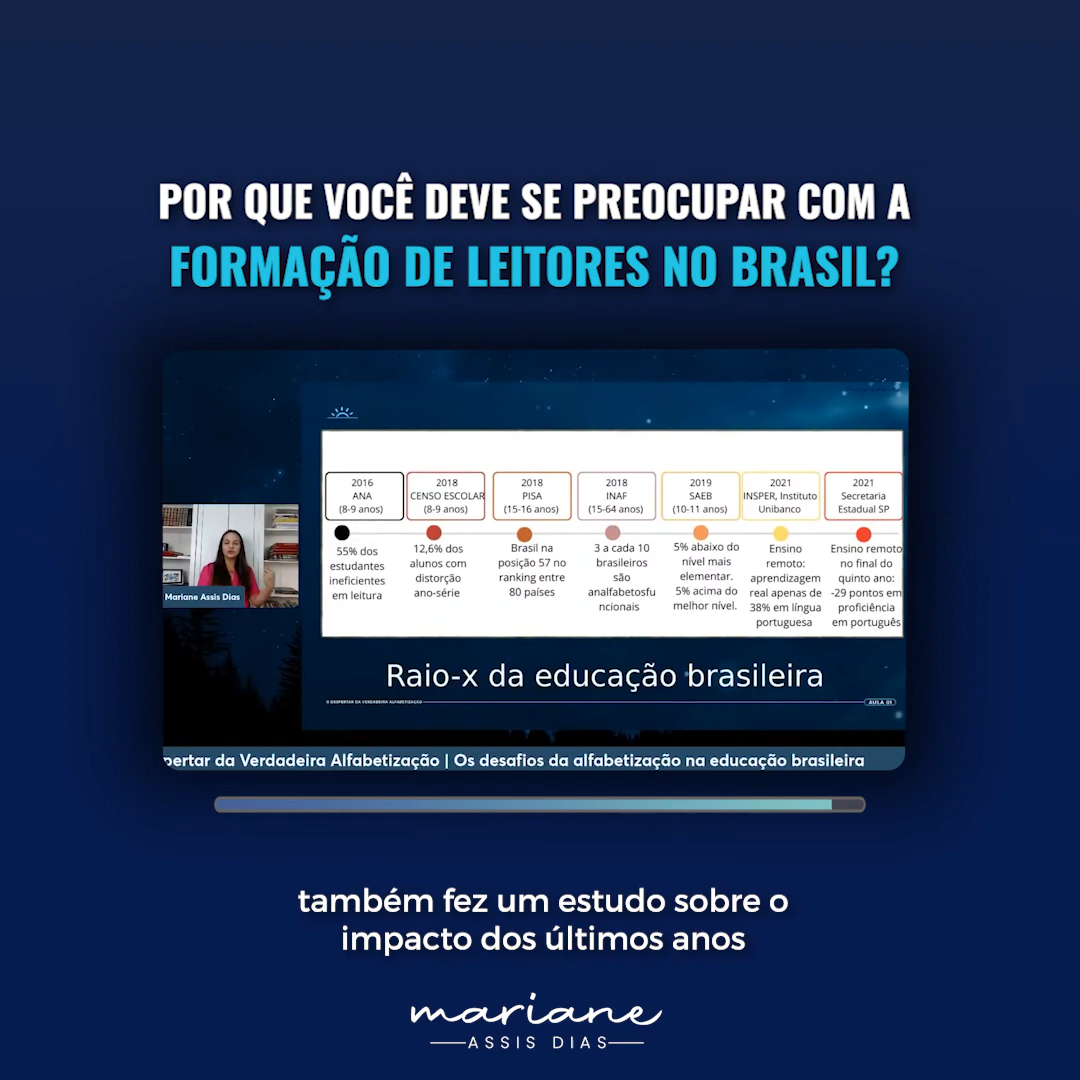 POR QUE VOCÊ DEVE SE PREOCUPAR COM A
FORMAÇÃO DE LEITORES NO BRASIL?
2016
ANA
(8-9 anos)
55% dos
estudantes
ineficientes
em leitura
2018
CENSO ESCOLAR
(8-9 anos)
12,6% dos
alunos com
distorção
ano-série
2018
PISA
(15-16 anos)
Brasil na
posição 57 no
ranking entre
80 países
2018
INAF
(15-64 anos)
3 a cada 10
brasileiros
são
analfabetosfu
ncionais
2019
SAEB
(10-11 anos)
5% abaixo do
nível mais
elementar.
5% acima do
melhor nível.
2021
INSPER, Instituto
Unibanco
Ensino
remoto:
aprendizagem
real apenas de
38% em língua
portuguesa
2021
Secretaria
Estadual SP
Ensino remoto
no final do
quinto ano:
-29 pontos em
proficiência
em português
Mariane Assis Dias
Raio-x da educação brasileira
O DESPERTAR DA VERDADEIRA ALFABETIZAÇÃO
AULA 01
pertar da Verdadeira Alfabetização | Os desafios da alfabetização na educação brasileira
também fez um estudo sobre o
impacto dos últimos anos
mariane
ASSIS DIAS